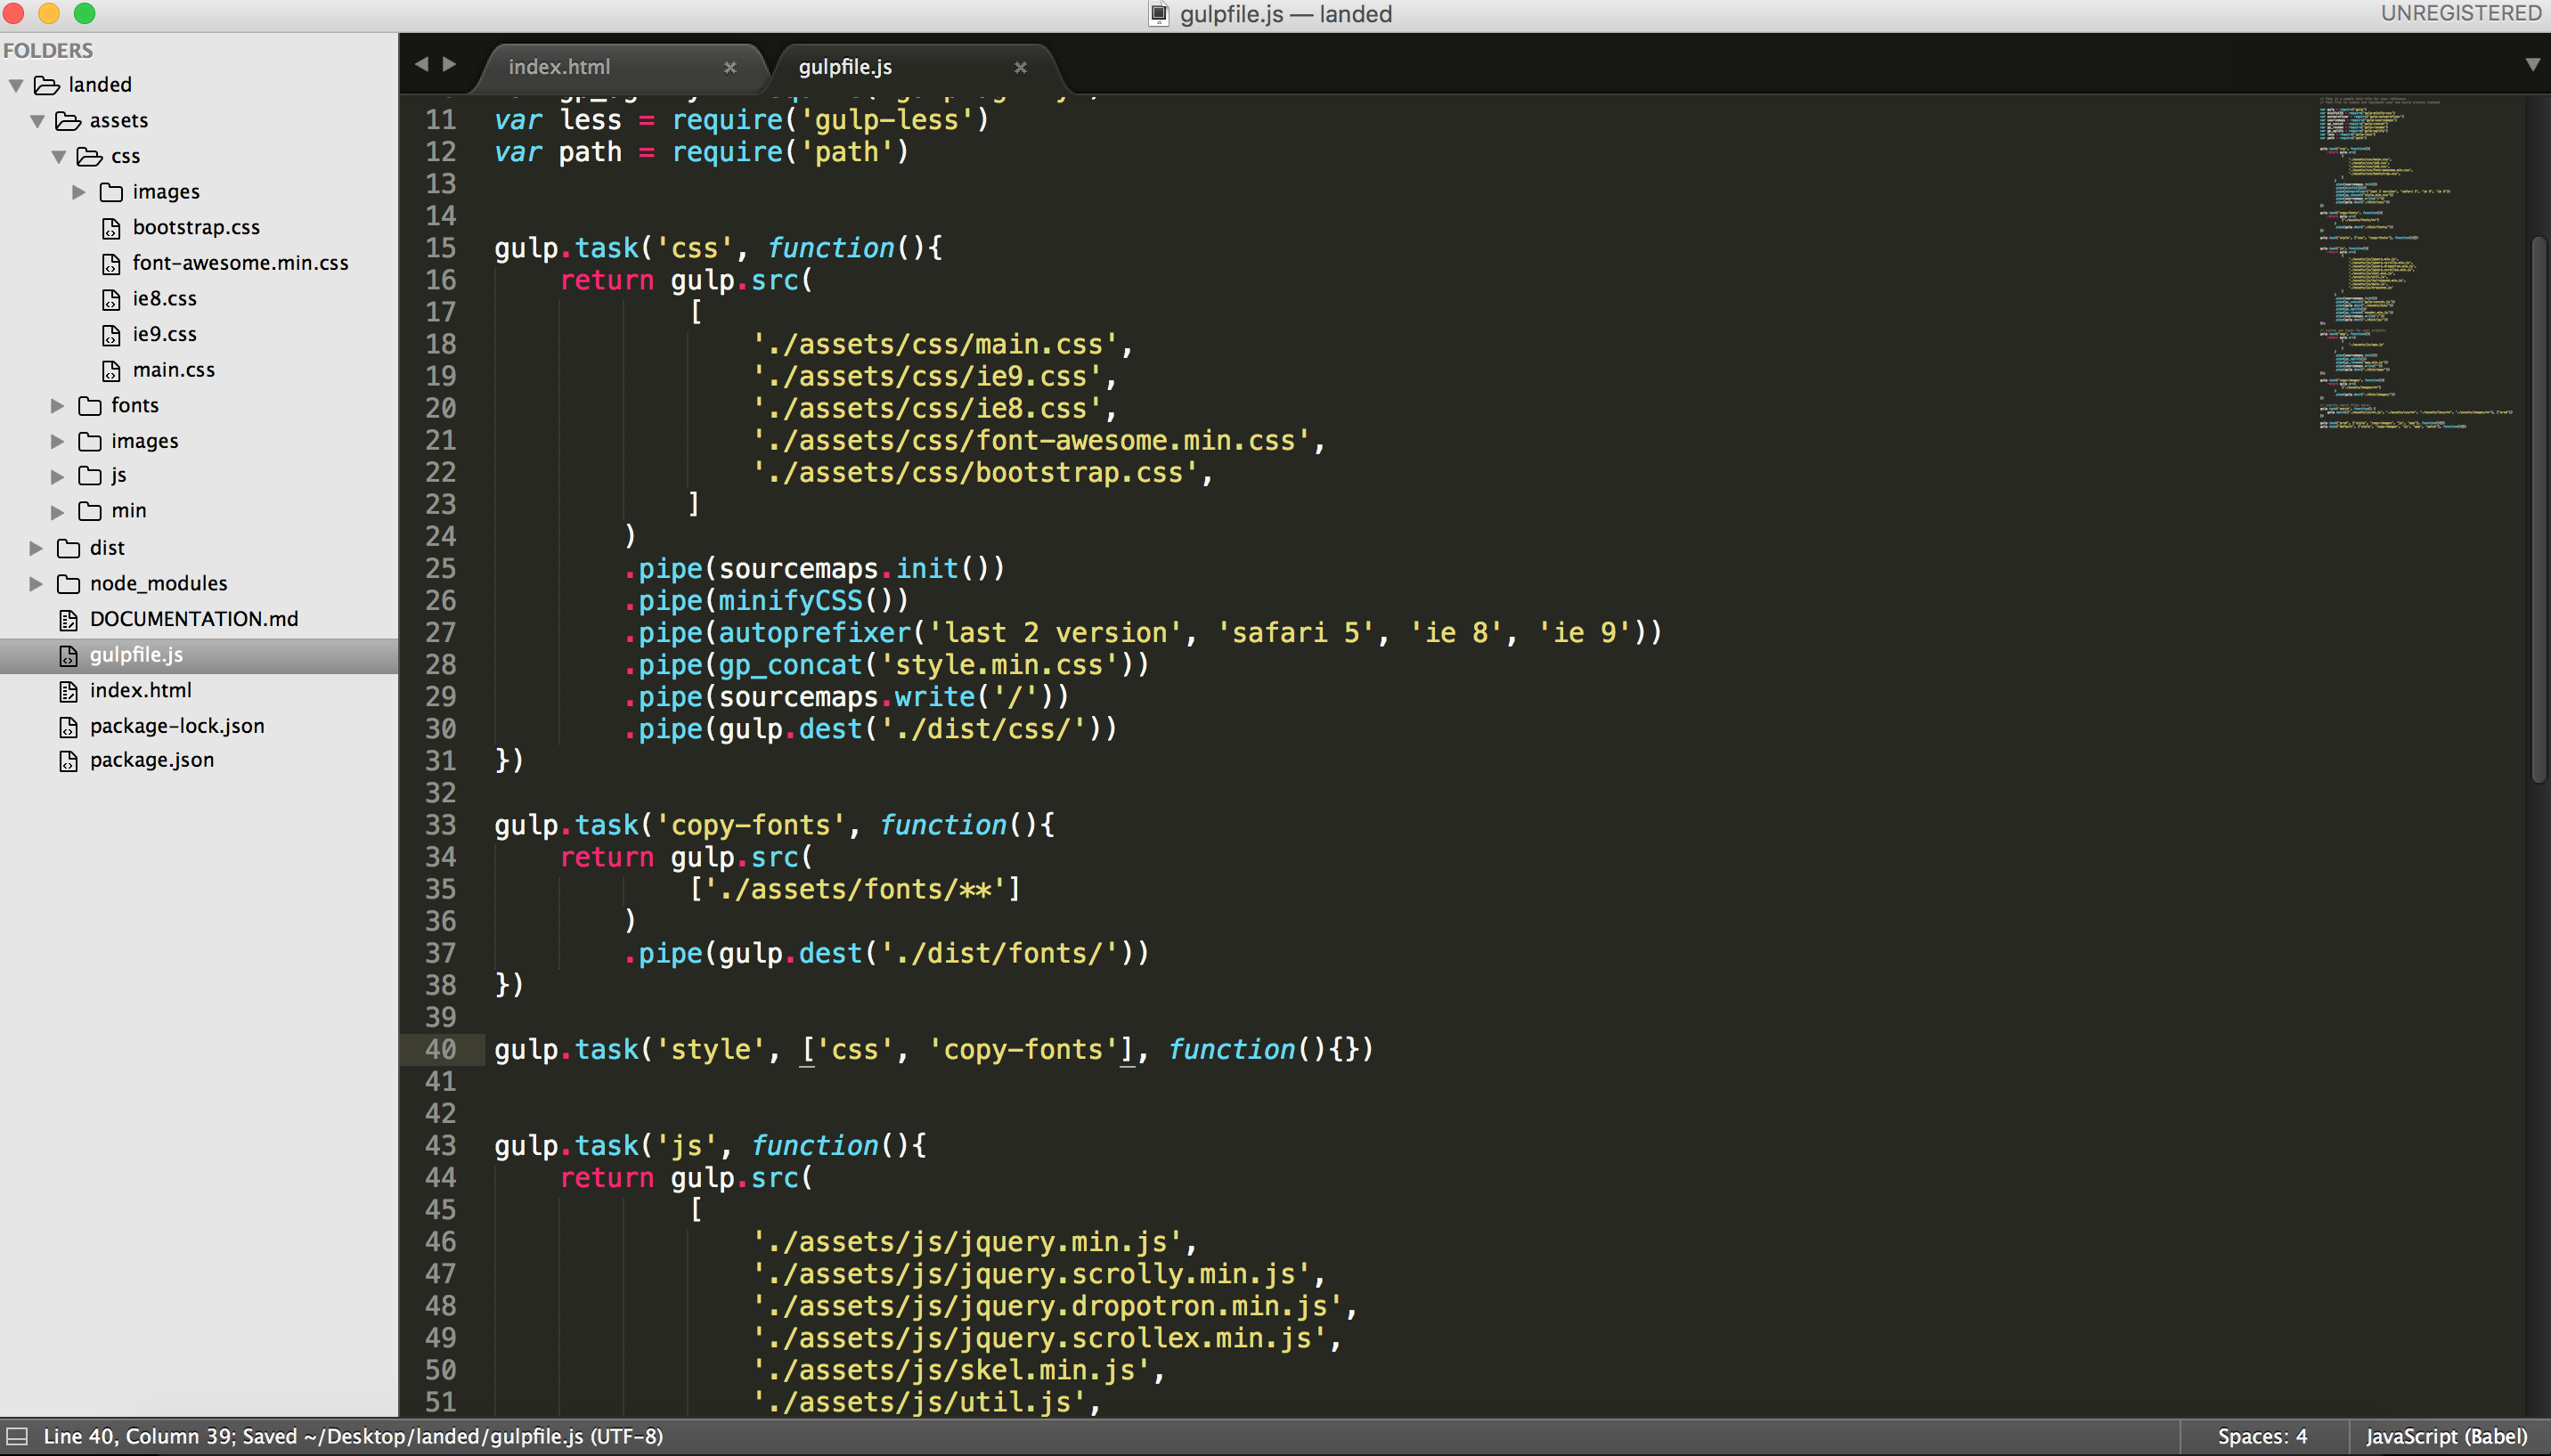 gulpfile.js — landed
UNREGISTERED
FOLDERS
landed
assets
css
images
bootstrap.css
font-awesome.min.css
ie8.css
ie9.css
main.css
fonts
images
js
min
dist
node_modules
DOCUMENTATION.md
gulpfile.js
index.html
package-lock.json
package.json
index.html ×
gulpfile.js ×
11 var less = require('gulp-less')
12 var path = require('path')
13
14
15 gulp.task('css', function(){
16     return gulp.src(
17             [
18                 './assets/css/main.css',
19                 './assets/css/ie9.css',
20                 './assets/css/ie8.css',
21                 './assets/css/font-awesome.min.css',
22                 './assets/css/bootstrap.css',
23             ]
24         )
25         .pipe(sourcemaps.init())
26         .pipe(minifyCSS())
27         .pipe(autoprefixer('last 2 version', 'safari 5', 'ie 8', 'ie 9'))
28         .pipe(gp_concat('style.min.css'))
29         .pipe(sourcemaps.write('/'))
30         .pipe(gulp.dest('./dist/css/'))
31 })
32
33 gulp.task('copy-fonts', function(){
34     return gulp.src(
35             ['./assets/fonts/**']
36         )
37         .pipe(gulp.dest('./dist/fonts/'))
38 })
39
40 gulp.task('style', ['css', 'copy-fonts'], function(){})
41
42
43 gulp.task('js', function(){
44     return gulp.src(
45             [
46                 './assets/js/jquery.min.js',
47                 './assets/js/jquery.scrolly.min.js',
48                 './assets/js/jquery.dropotron.min.js',
49                 './assets/js/jquery.scrollex.min.js',
50                 './assets/js/skel.min.js',
51                 './assets/js/util.js',
Line 40, Column 39; Saved ~/Desktop/landed/gulpfile.js (UTF-8)
Spaces: 4
JavaScript (Babel)